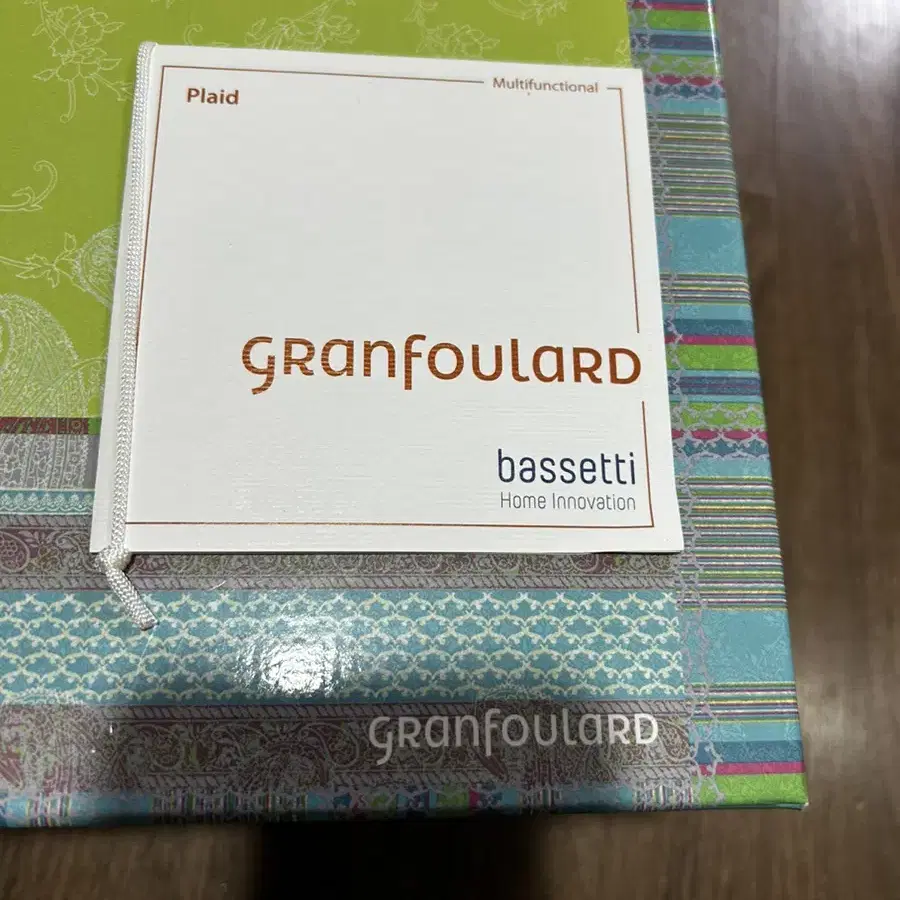 Plaid
Multifunctional
GRanfoulaRD
bassetti
Home Innovation
GRanfoulaRD